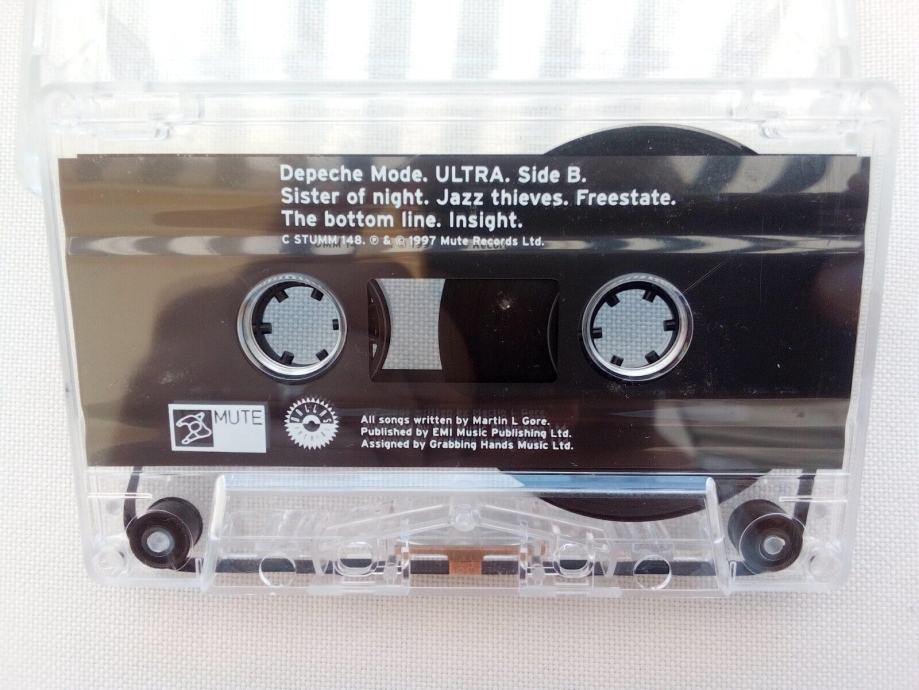 Depeche Mode. ULTRA. Side B.
Sister of night. Jazz thieves. Freestate.
The bottom line. Insight.
C STUMM 148. ℗ & © 1997 Mute Records Ltd.
MUTE
All songs written by Martin L Gore.
Published by EMI Music Publishing Ltd.
Assigned by Grabbing Hands Music Ltd.